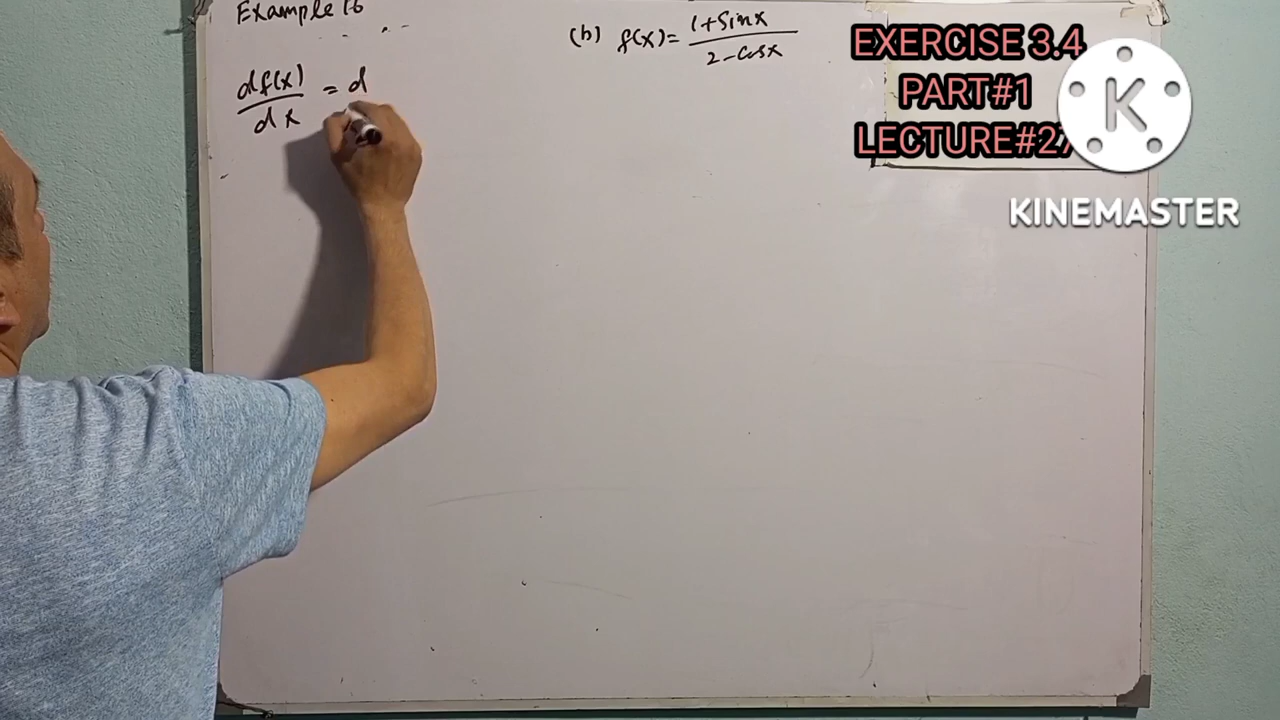 Example 16
(b) f(x) = (1+Sinx)/(2-Cosx)
df(x)/dx = d
EXERCISE 3.4
PART#1
LECTURE#27
K
KINEMASTER